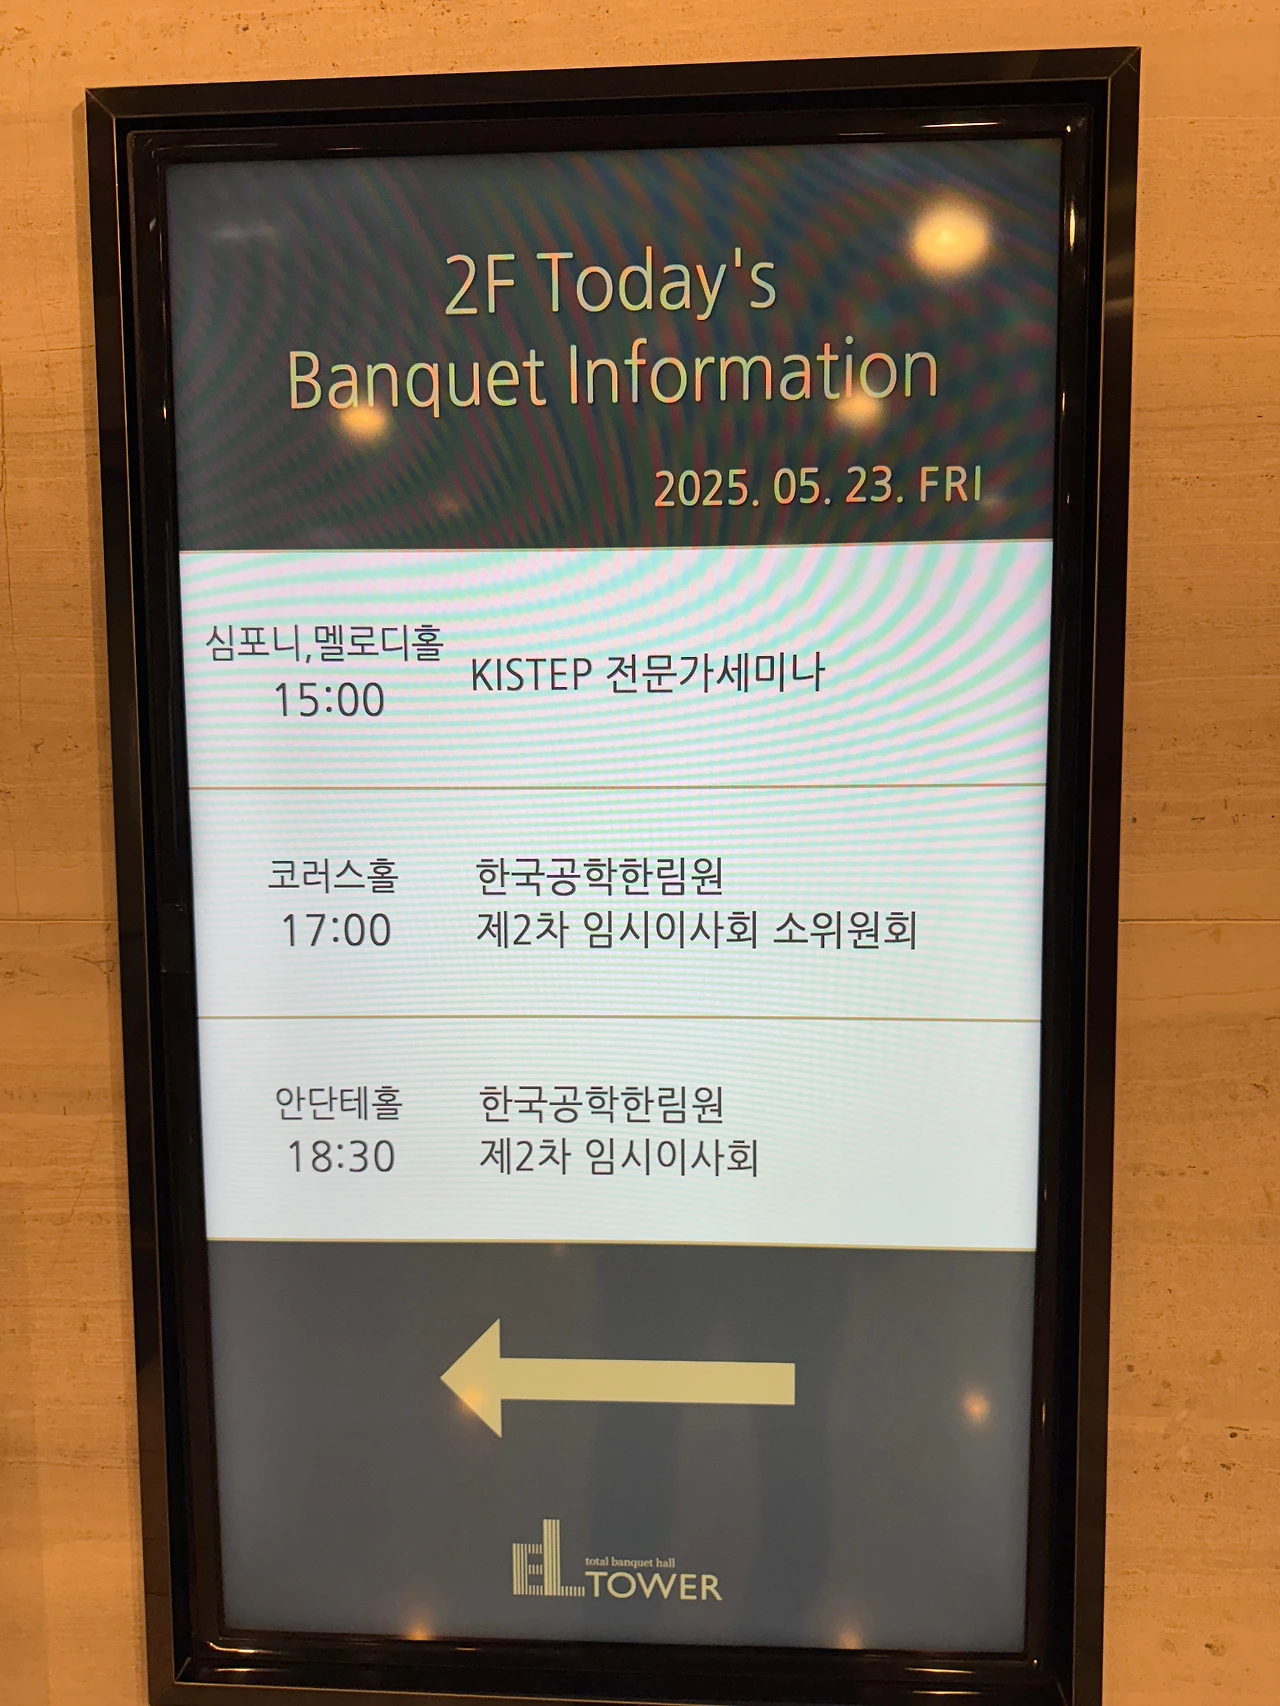 2F Today's
Banquet Information
2025. 05. 23. FRI
심포니,멜로디홀
15:00
KISTEP 전문가세미나
코러스홀
17:00
한국공학한림원
제2차 임시이사회 소위원회
안단테홀
18:30
한국공학한림원
제2차 임시이사회
EL
total banquet hall
TOWER